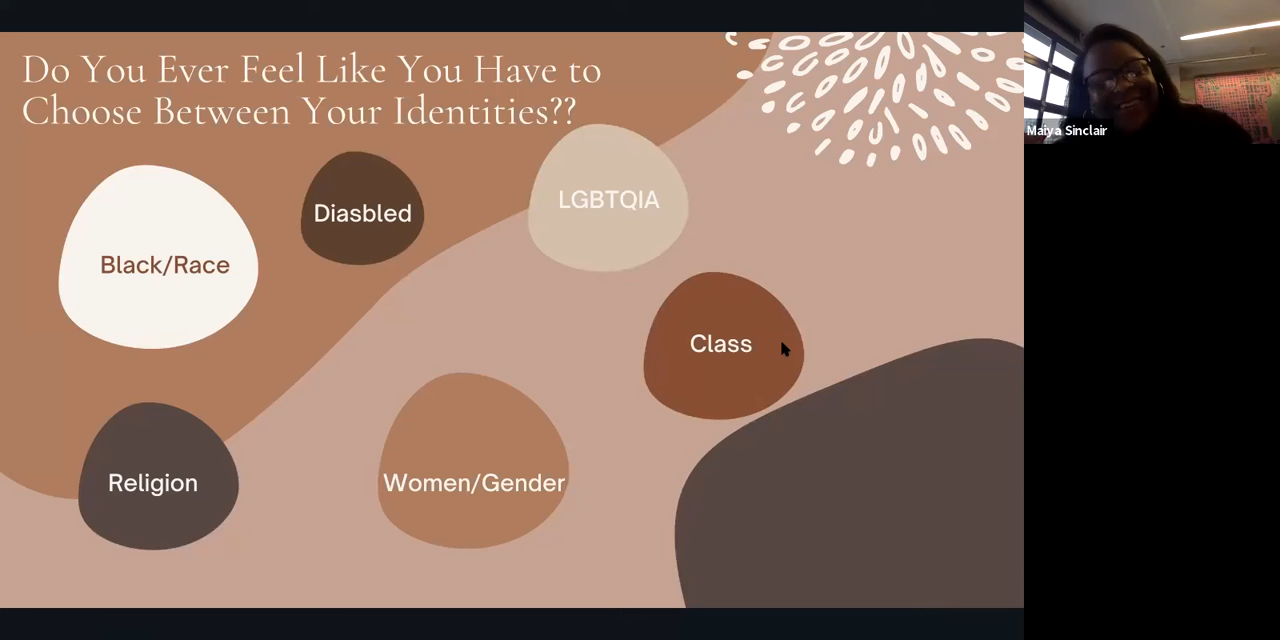 Do You Ever Feel Like You Have to
Choose Between Your Identities??
Maiya Sinclair
LGBTQIA
Diasbled
Black/Race
Class
Religion
Women/Gender